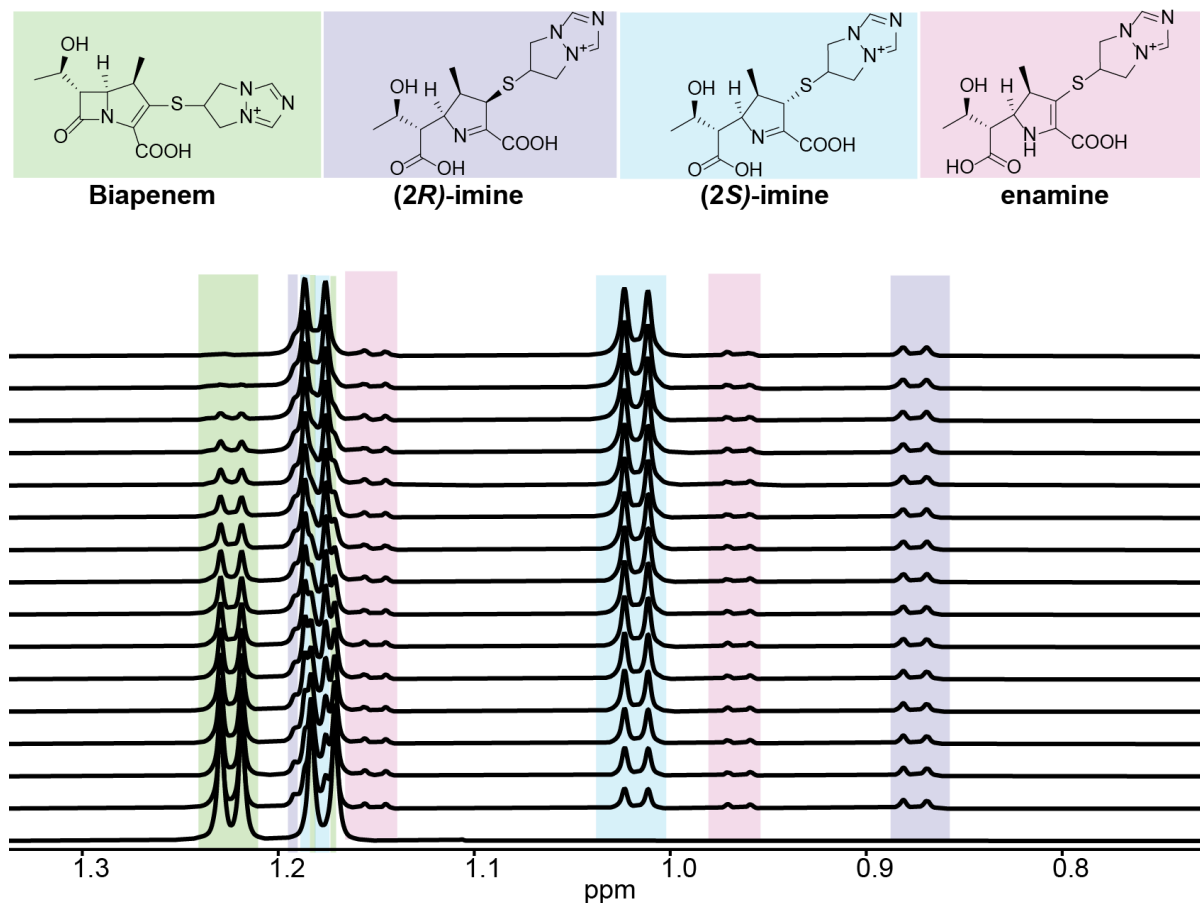 OH
H
S
N
N+
N
O
N
COOH
Biapenem
N
N
N+
S
OH
H
N
COOH
O
OH
(2R)-imine
N
N
N+
S
OH
H
N
COOH
O
OH
(2S)-imine
N
N
N+
S
OH
H
N
H
COOH
HO
O
enamine
1.3 1.2 1.1 1.0 0.9 0.8
ppm